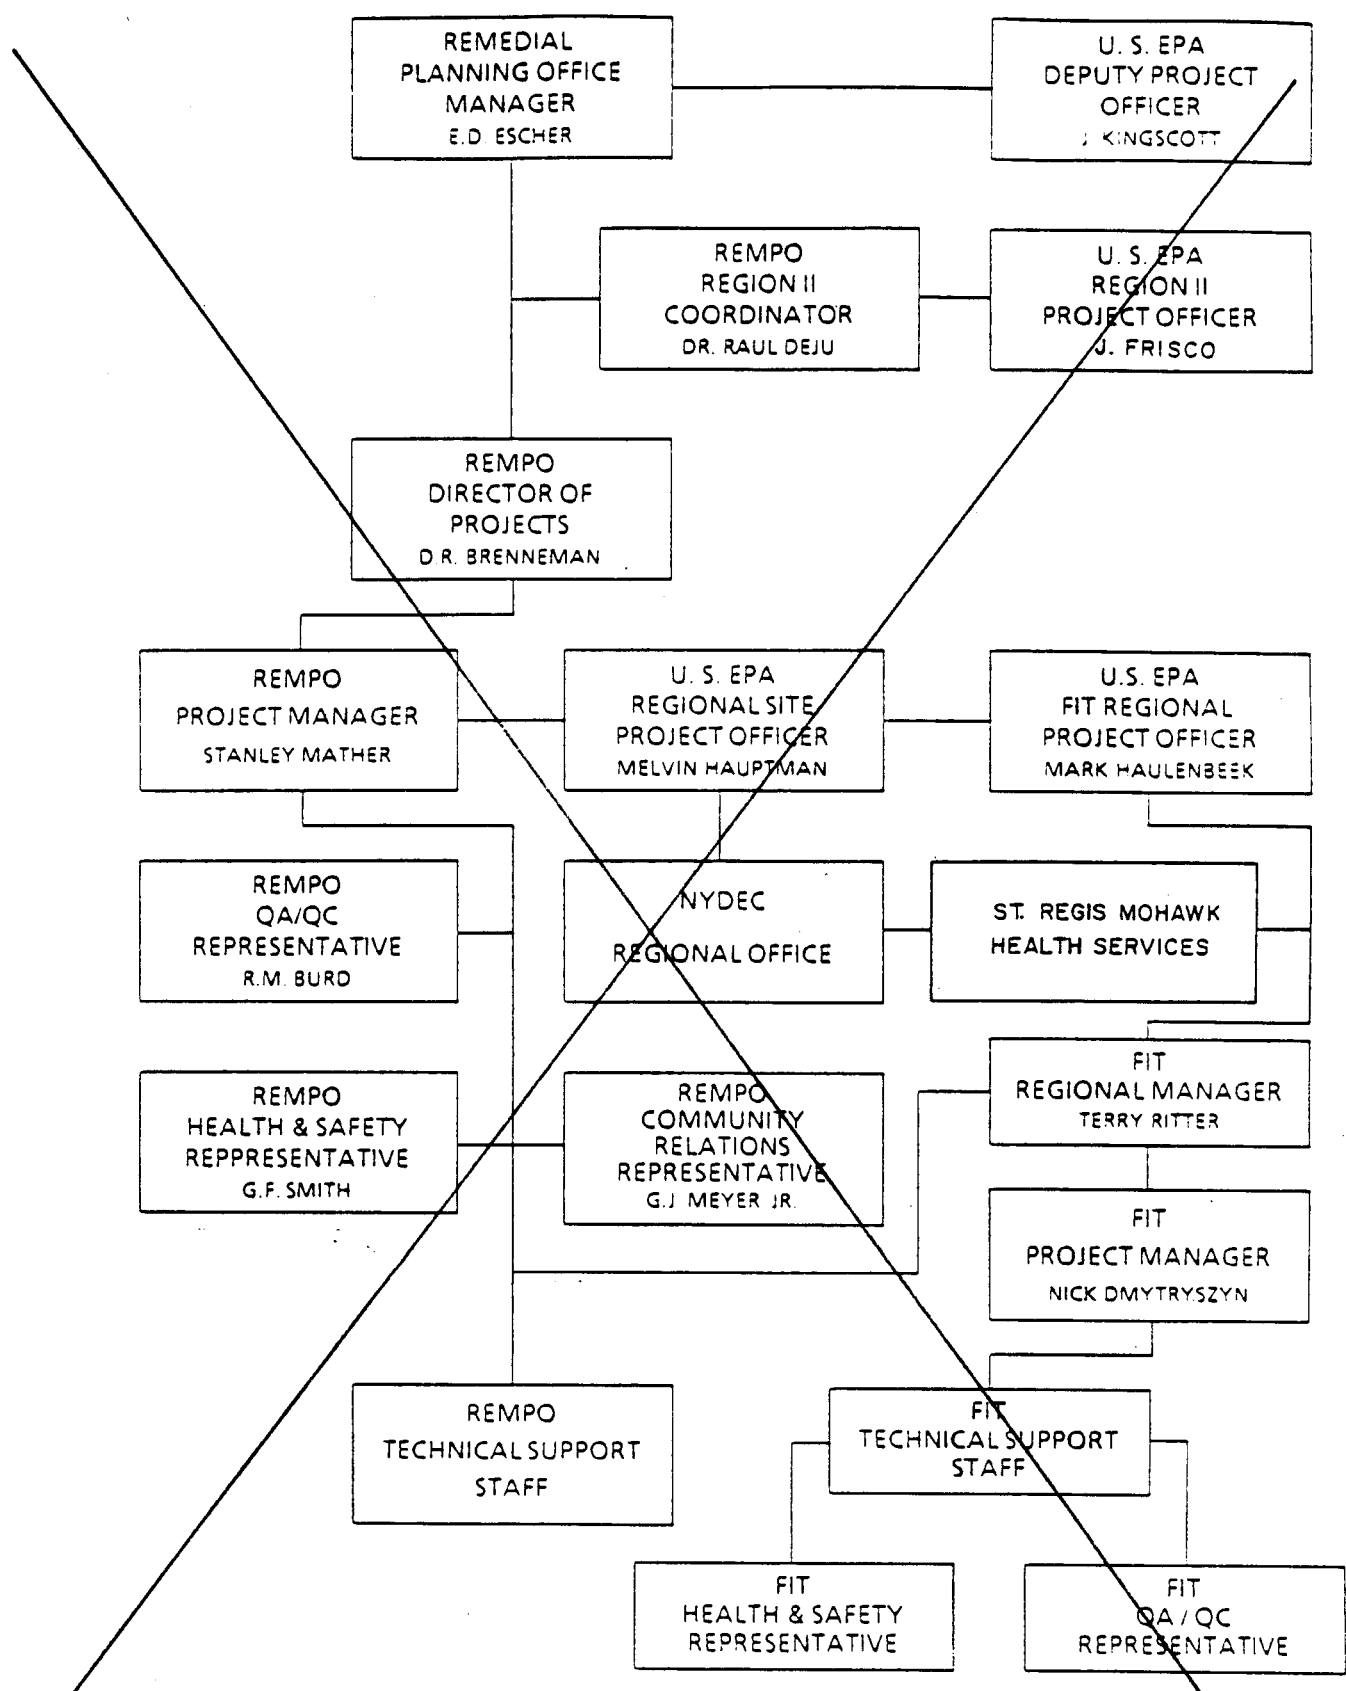 REMEDIAL
PLANNING OFFICE
MANAGER
E.D. ESCHER
U. S. EPA
DEPUTY PROJECT
OFFICER
J KINGSCOTT
REMPO
REGION II
COORDINATOR
DR. RAUL DEJU
U. S. EPA
REGION II
PROJECT OFFICER
J. FRISCO
REMPO
DIRECTOR OF
PROJECTS
D.R. BRENNEMAN
REMPO
PROJECT MANAGER
STANLEY MATHER
U. S. EPA
REGIONAL SITE
PROJECT OFFICER
MELVIN HAUPTMAN
U.S. EPA
FIT REGIONAL
PROJECT OFFICER
MARK HAULENBEEK
REMPO
QA/QC
REPRESENTATIVE
R.M. BURD
NYDEC
REGIONAL OFFICE
ST. REGIS MOHAWK
HEALTH SERVICES
REMPO
HEALTH & SAFETY
REPPRESENTATIVE
G.F. SMITH
REMPO
COMMUNITY
RELATIONS
REPRESENTATIVE
G.J MEYER JR.
FIT
REGIONAL MANAGER
TERRY RITTER
FIT
PROJECT MANAGER
NICK DMYTRYSZYN
REMPO
TECHNICAL SUPPORT
STAFF
FIT
TECHNICAL SUPPORT
STAFF
FIT
HEALTH & SAFETY
REPRESENTATIVE
FIT
QA / QC
REPRESENTATIVE